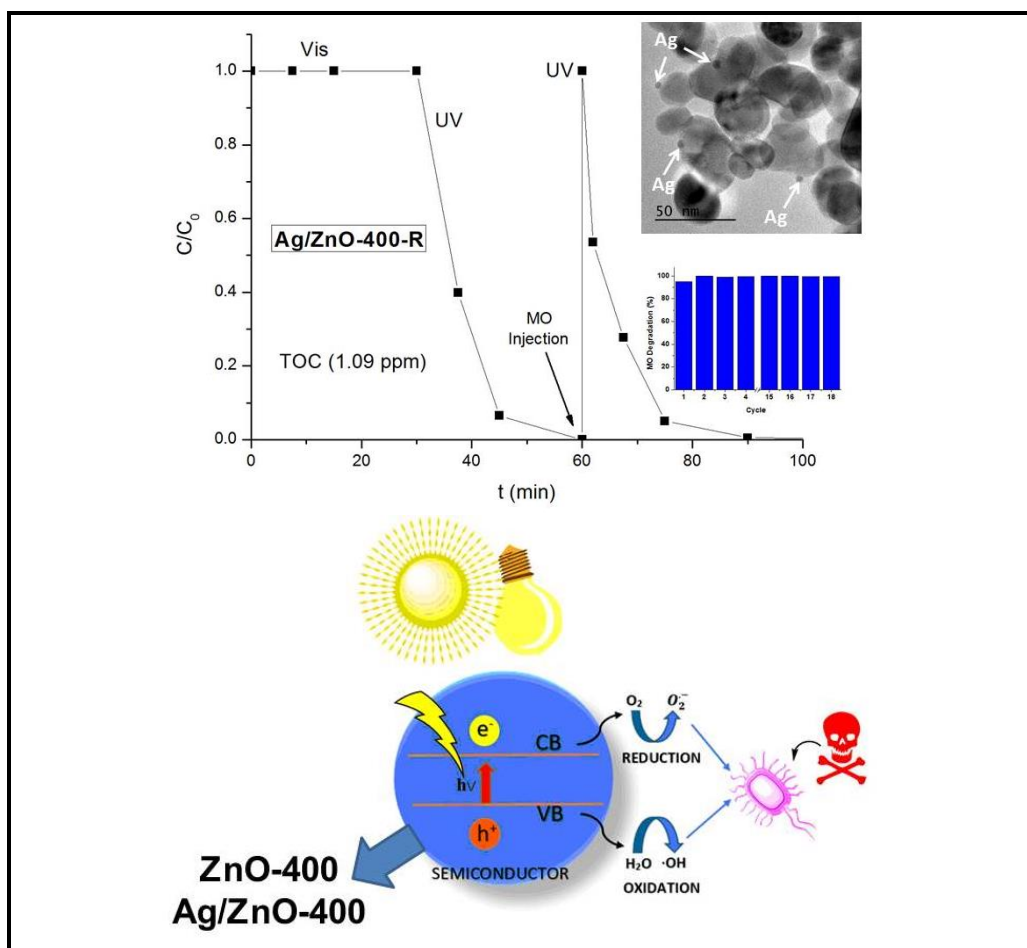 Vis
UV
UV
Ag/ZnO-400-R
TOC (1.09 ppm)
MO
Injection
C/C₀
1.0
0.8
0.6
0.4
0.2
0.0
0 20 40 60 80 100
t (min)
Ag
Ag
Ag
Ag
50 nm
MO Degradation (%)
100
80
60
40
20
0
1 2 3 4 15 16 17 18
Cycle
e⁻
CB
hν
VB
h⁺
SEMICONDUCTOR
O₂ O₂·⁻
REDUCTION
H₂O ·OH
OXIDATION
ZnO-400
Ag/ZnO-400